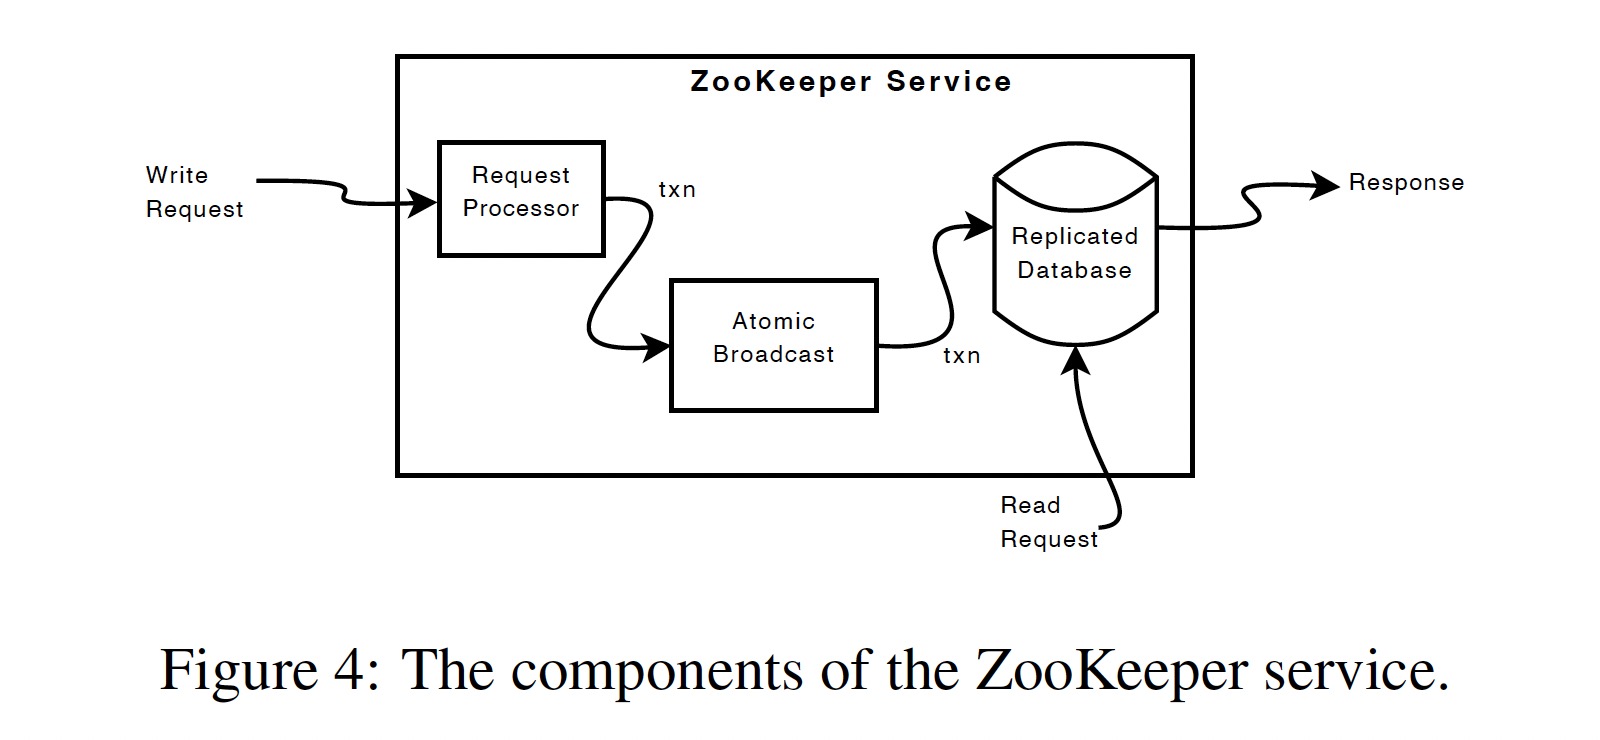 ZooKeeper Service
Write
Request
Request
Processor
txn
Atomic
Broadcast
txn
Replicated
Database
Response
Read
Request
Figure 4: The components of the ZooKeeper service.